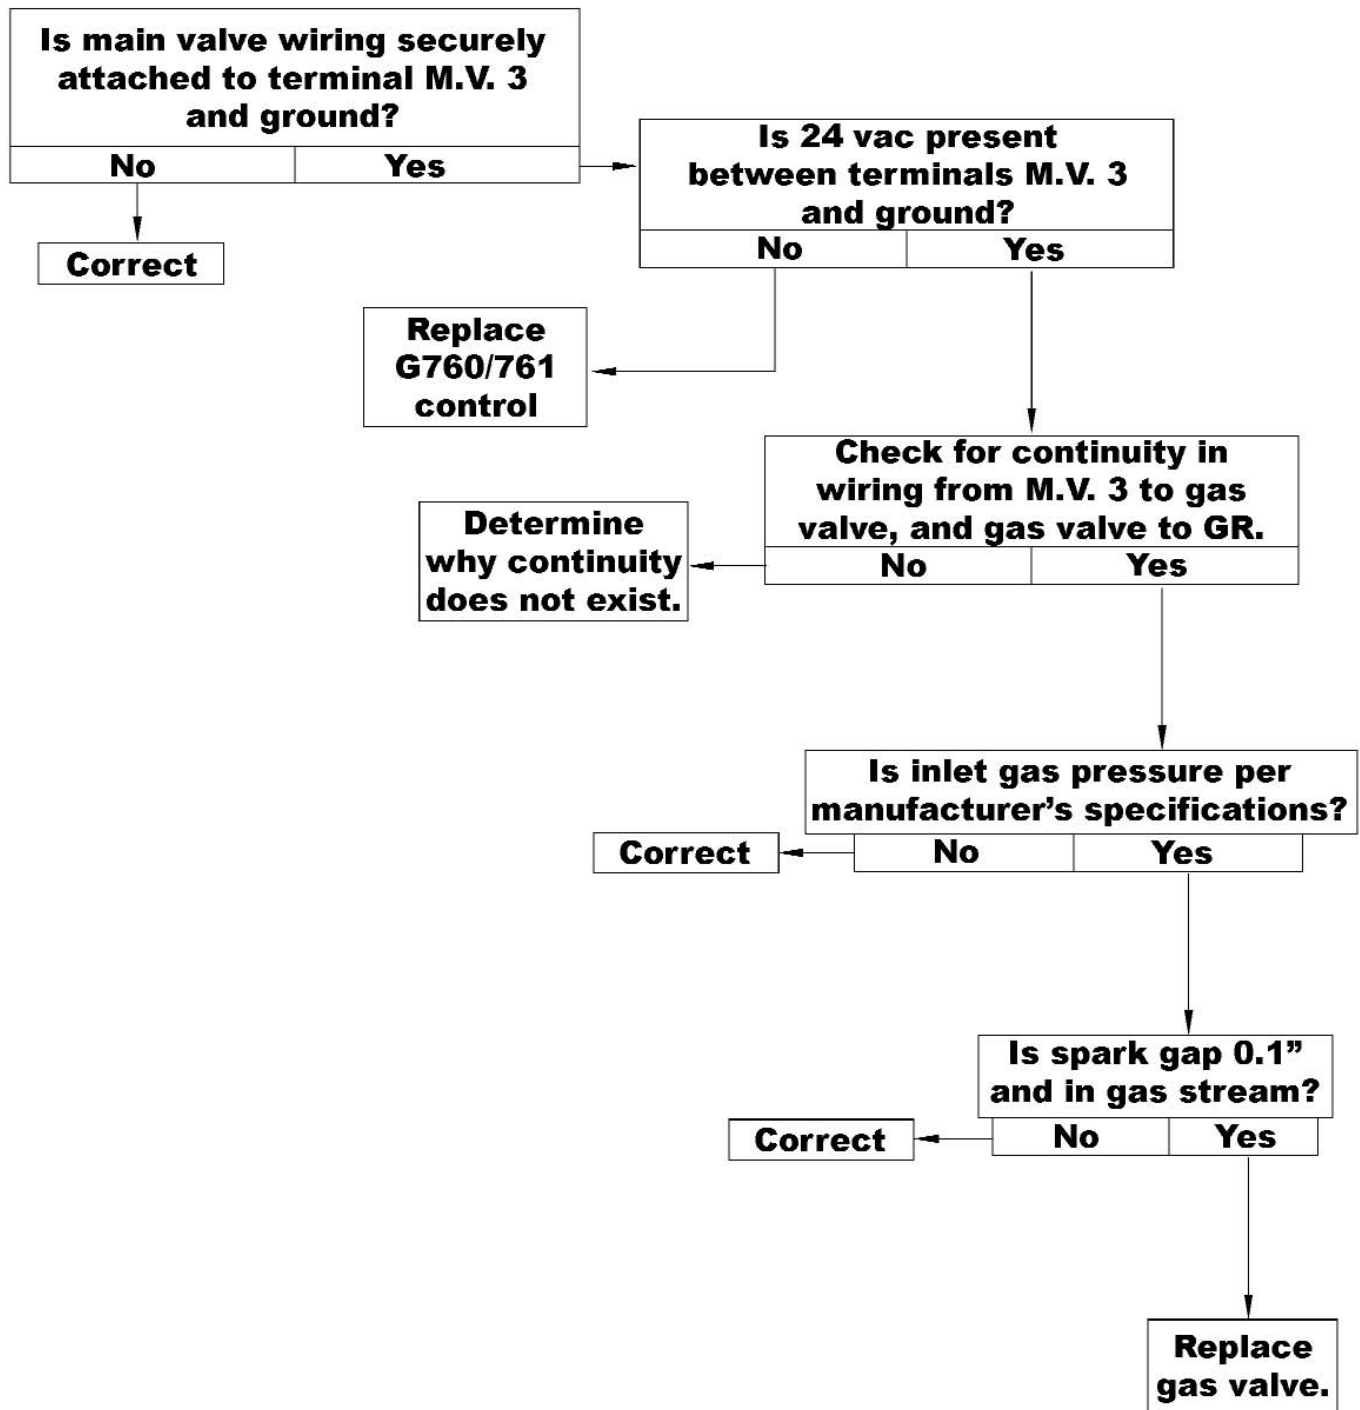 Is main valve wiring securely
attached to terminal M.V. 3
and ground?
No Yes
Correct
Is 24 vac present
between terminals M.V. 3
and ground?
No Yes
Replace
G760/761
control
Check for continuity in
wiring from M.V. 3 to gas
valve, and gas valve to GR.
No Yes
Determine
why continuity
does not exist.
Is inlet gas pressure per
manufacturer’s specifications?
No Yes
Correct
Is spark gap 0.1”
and in gas stream?
No Yes
Correct
Replace
gas valve.